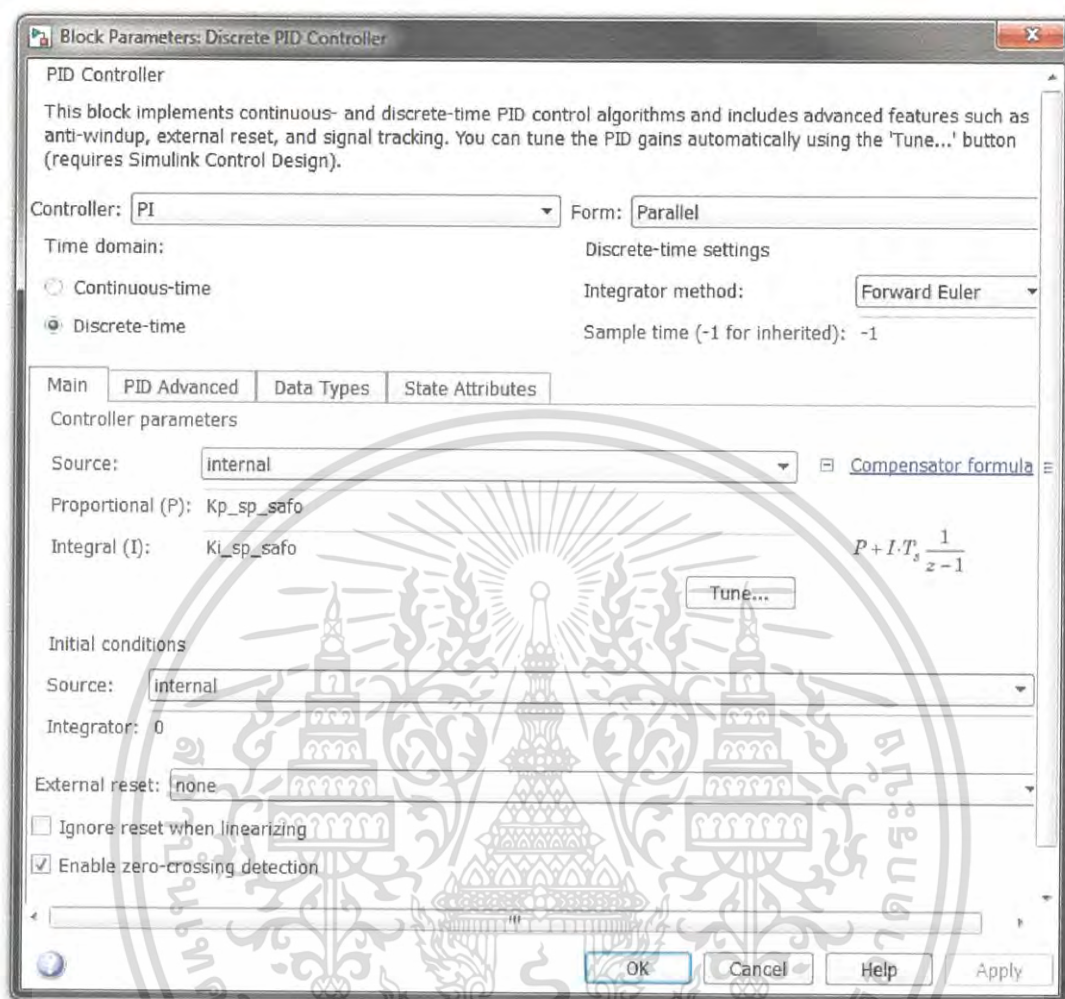 Block Parameters: Discrete PID Controller
PID Controller
This block implements continuous- and discrete-time PID control algorithms and includes advanced features such as
anti-windup, external reset, and signal tracking. You can tune the PID gains automatically using the 'Tune...' button
(requires Simulink Control Design).
Controller: PI Form: Parallel
Time domain: Discrete-time settings
Continuous-time Integrator method: Forward Euler
Discrete-time Sample time (-1 for inherited): -1
Main PID Advanced Data Types State Attributes
Controller parameters
Source: internal Compensator formula
Proportional (P): Kp_sp_safo
Integral (I): Ki_sp_safo
P + I·T_s 1/(z-1)
Tune...
Initial conditions
Source: internal
Integrator: 0
External reset: none
Ignore reset when linearizing
Enable zero-crossing detection
OK Cancel Help Apply